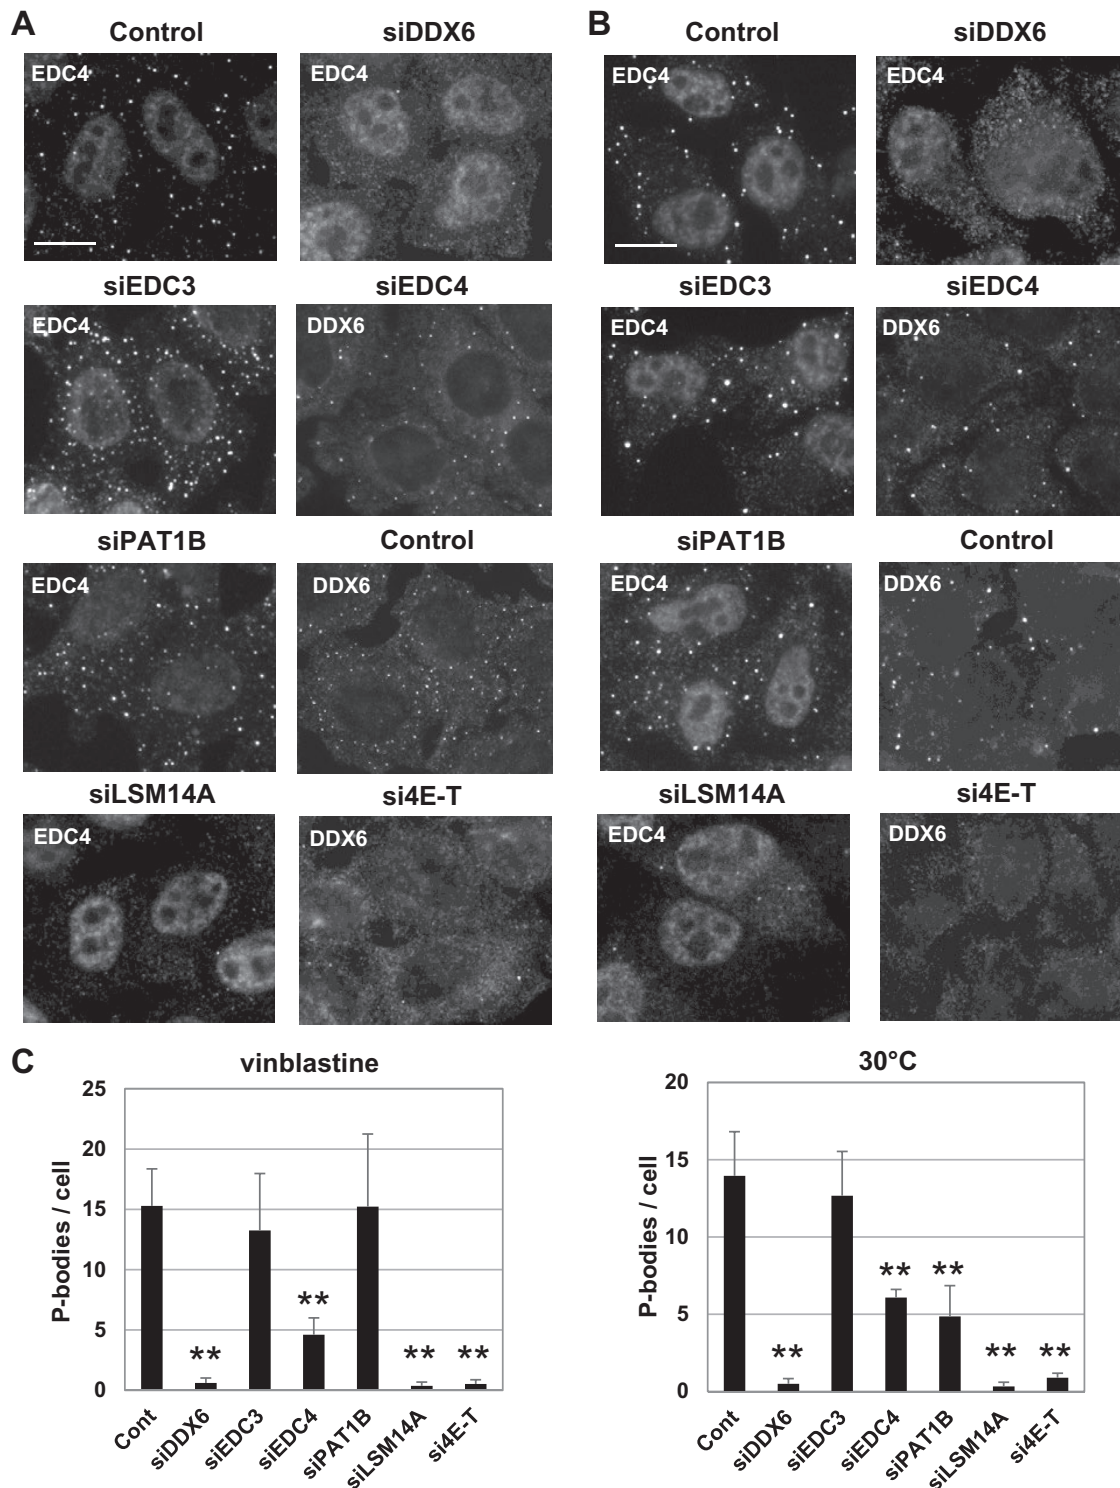 A
Control
siDDX6
EDC4
EDC4
siEDC3
siEDC4
EDC4
DDX6
siPAT1B
Control
EDC4
DDX6
siLSM14A
si4E-T
EDC4
DDX6
B
Control
siDDX6
EDC4
EDC4
siEDC3
siEDC4
EDC4
DDX6
siPAT1B
Control
EDC4
DDX6
siLSM14A
si4E-T
EDC4
DDX6
C
vinblastine
P-bodies / cell
25
20
15
10
5
0
**
**
**
**
Cont
siDDX6
siEDC3
siEDC4
siPAT1B
siLSM14A
si4E-T
30°C
P-bodies / cell
20
15
10
5
0
**
**
**
**
**
Cont
siDDX6
siEDC3
siEDC4
siPAT1B
siLSM14A
si4E-T